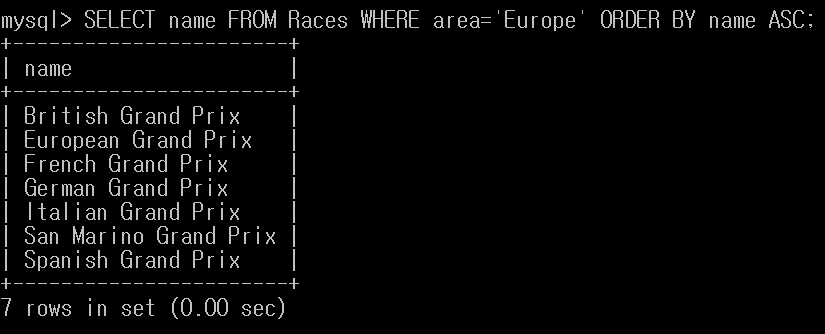 mysql> SELECT name FROM Races WHERE area='Europe' ORDER BY name ASC;
+-----------------------+
| name                  |
+-----------------------+
| British Grand Prix    |
| European Grand Prix   |
| French Grand Prix     |
| German Grand Prix     |
| Italian Grand Prix    |
| San Marino Grand Prix |
| Spanish Grand Prix    |
+-----------------------+
7 rows in set (0.00 sec)